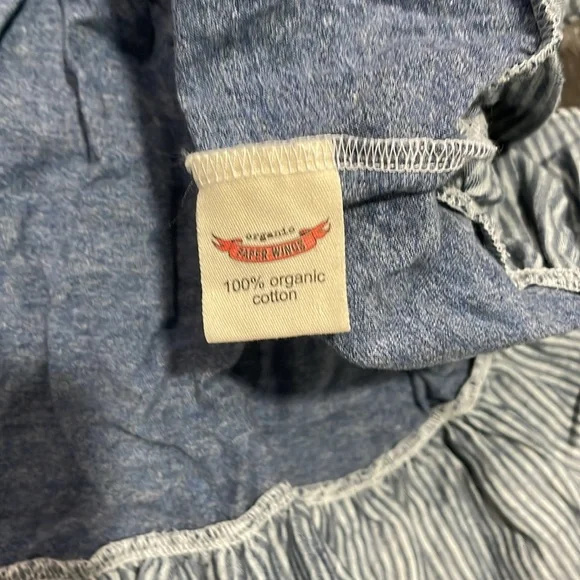 organic
PAPER WINGS
100% organic
cotton